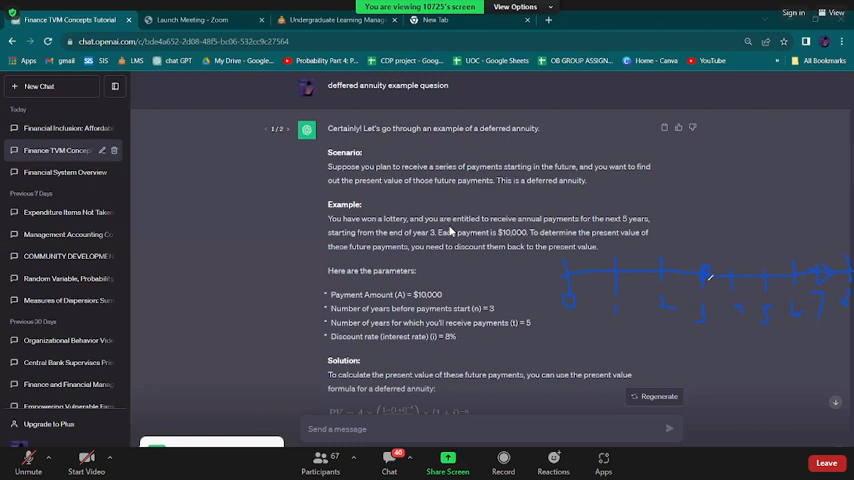 You are viewing 10725's screen
View Options
Finance TVM Concepts Tutorial
Launch Meeting - Zoom
Undergraduate Learning Mana
New Tab
Sign in
View
chat.openai.com/c/bde4a652-2d08-48f5-bc06-532cc9c27564
Apps
gmail
SIS
LMS
chat GPT
My Drive - Google...
Probability Part 4: P...
CDP project - Goo...
UOC - Google Sheets
OB GROUP ASSIGN...
Home - Canva
YouTube
All Bookmarks
New Chat
deffered annuity example quesion
Today
Financial Inclusion: Affordab
1 / 2
Certainly! Let's go through an example of a deferred annuity.
Finance TVM Concep
Scenario:
Financial System Overview
Suppose you plan to receive a series of payments starting in the future, and you want to find
out the present value of those future payments. This is a deferred annuity.
Previous 7 Days
Expenditure Items Not Taken
Example:
Management Accounting Co
You have won a lottery, and you are entitled to receive annual payments for the next 5 years,
starting from the end of year 3. Each payment is $10,000. To determine the present value of
these future payments, you need to discount them back to the present value.
COMMUNITY DEVELOPMENT
Random Variable, Probabilit
Here are the parameters:
Measures of Dispersion: Sum
Payment Amount (A) = $10,000
Number of years before payments start (n) = 3
Number of years for which you'll receive payments (t) = 5
Discount rate (interest rate) (i) = 8%
0
1
2
3
5
6
7
8
Previous 30 Days
Organizational Behavior Vide
Central Bank Supervises Prim
Solution:
To calculate the present value of these future payments, you can use the present value
formula for a deferred annuity:
Finance and Financial Manag
Empowering Vulnerable Fam
Regenerate
Upgrade to Plus
Send a message
Unmute
Start Video
67
Participants
40
Chat
Share Screen
Record
Reactions
Apps
Leave